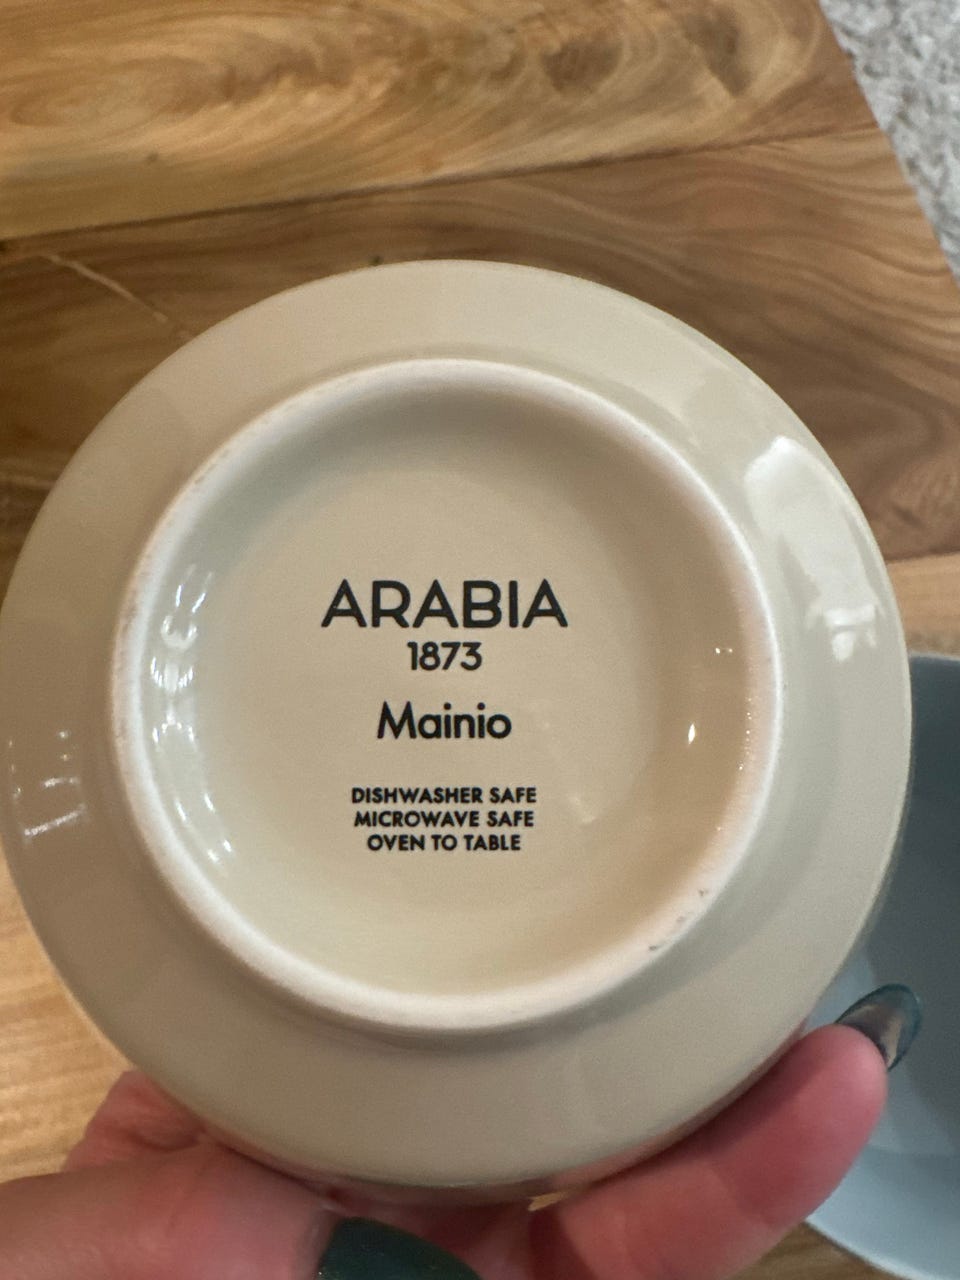 ARABIA
1873
Mainio
DISHWASHER SAFE
MICROWAVE SAFE
OVEN TO TABLE